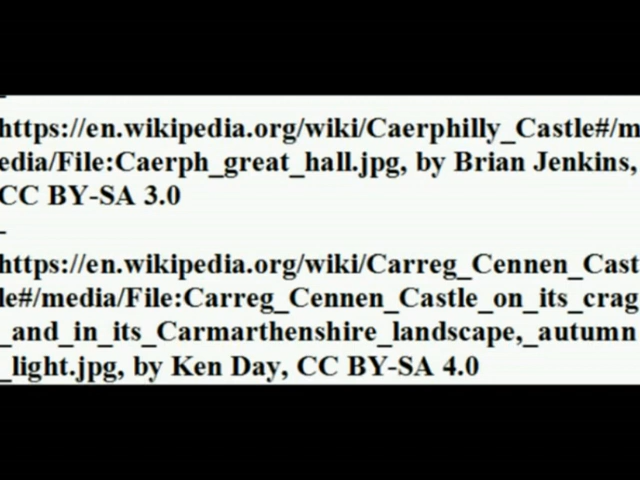 -
https://en.wikipedia.org/wiki/Caerphilly_Castle#/m
edia/File:Caerph_great_hall.jpg, by Brian Jenkins,
CC BY-SA 3.0
-
https://en.wikipedia.org/wiki/Carreg_Cennen_Cast
le#/media/File:Carreg_Cennen_Castle_on_its_crag
_and_in_its_Carmarthenshire_landscape,_autumn
_light.jpg, by Ken Day, CC BY-SA 4.0